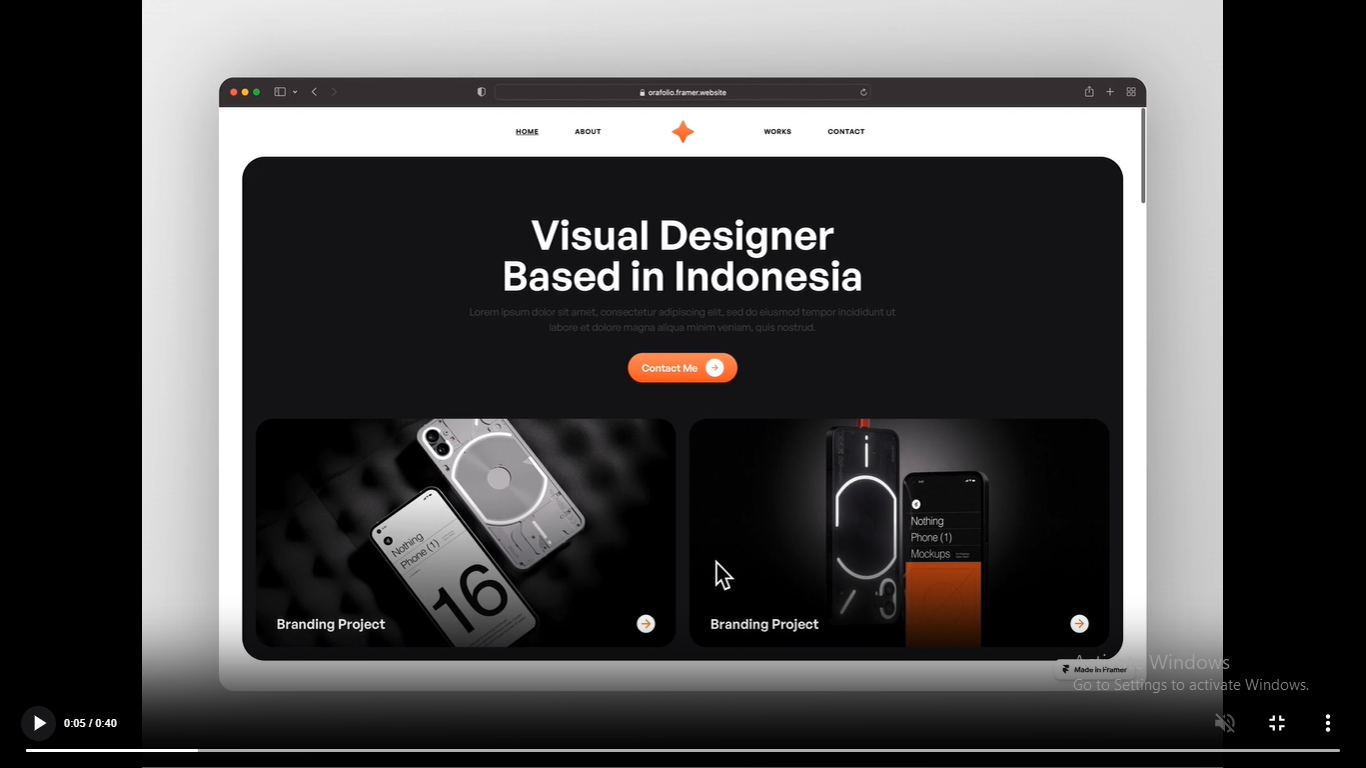 orafolio.framer.website
HOME
ABOUT
WORKS
CONTACT
Visual Designer
Based in Indonesia
Lorem ipsum dolor sit amet, consectetur adipiscing elit, sed do eiusmod tempor incididunt ut
labore et dolore magna aliqua minim veniam, quis nostrud.
Contact Me
Nothing
Phone (1)
16
Branding Project
Nothing
Phone (1)
Mockups
Branding Project
Made in Framer
Windows
Go to Settings to activate Windows.
0:05 / 0:40